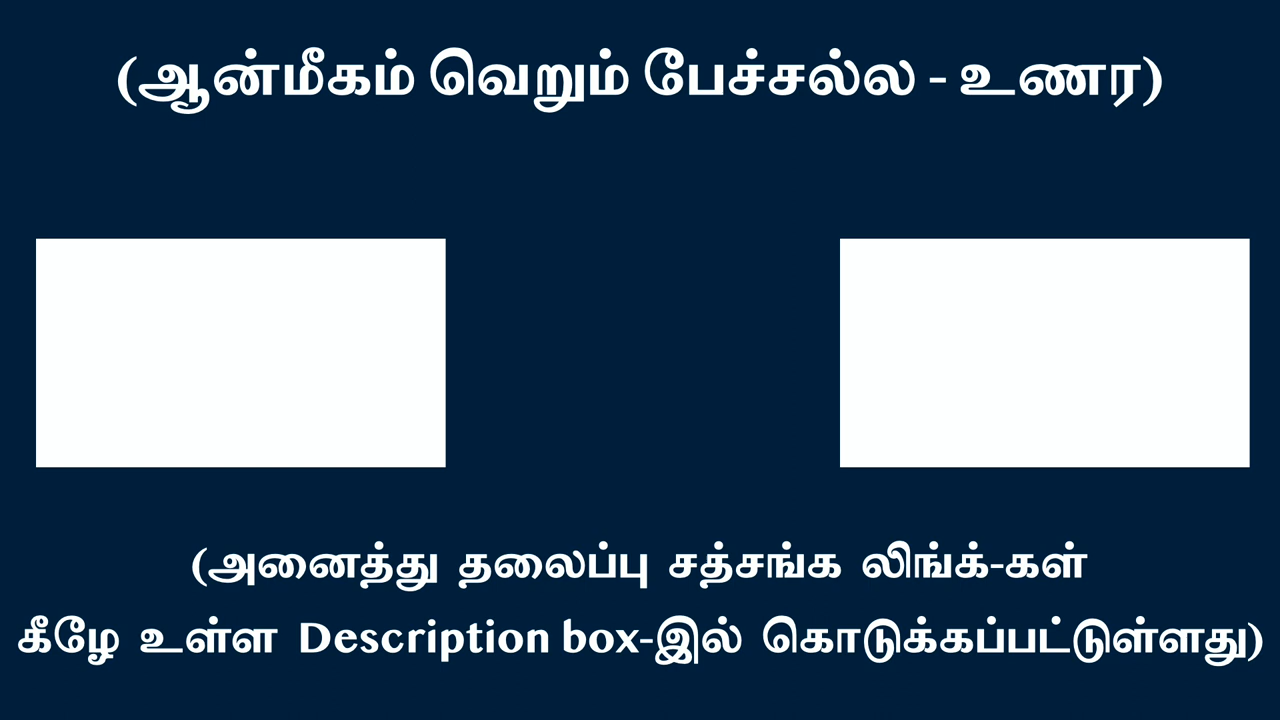 (ஆன்மீகம் வெறும் பேச்சல்ல - உணர)
(அனைத்து தலைப்பு சத்சங்க லிங்க்-கள்
கீழே உள்ள Description box-இல் கொடுக்கப்பட்டுள்ளது)